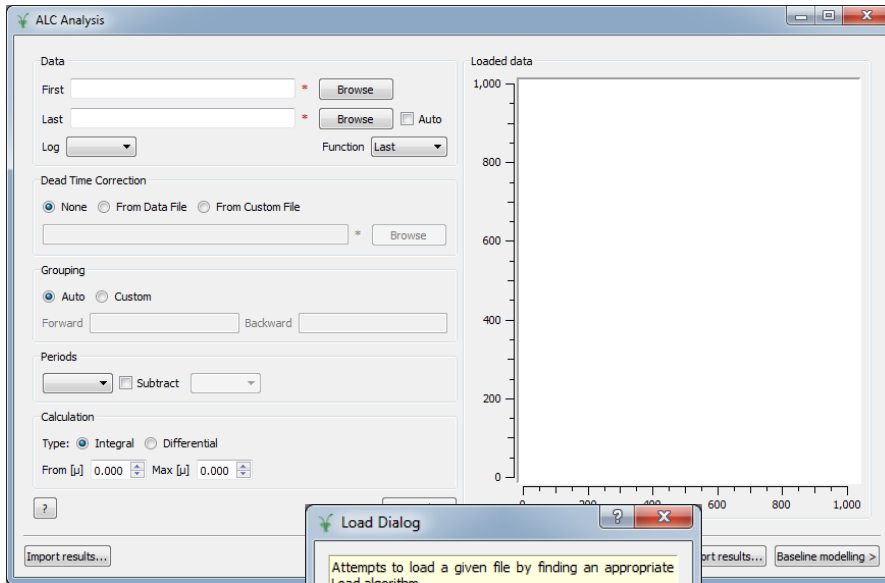 ALC Analysis
Data
First * Browse
Last * Browse Auto
Log Function Last
Dead Time Correction
None From Data File From Custom File
* Browse
Grouping
Auto Custom
Forward Backward
Periods
Subtract
Calculation
Type: Integral Differential
From [μ] 0.000 Max [μ] 0.000
?
Import results...
Loaded data
1,000
800
600
400
200
0
0 200 400 600 800 1,000
ort results... Baseline modelling >
Load Dialog ?
Attempts to load a given file by finding an appropriate
Load algorithm